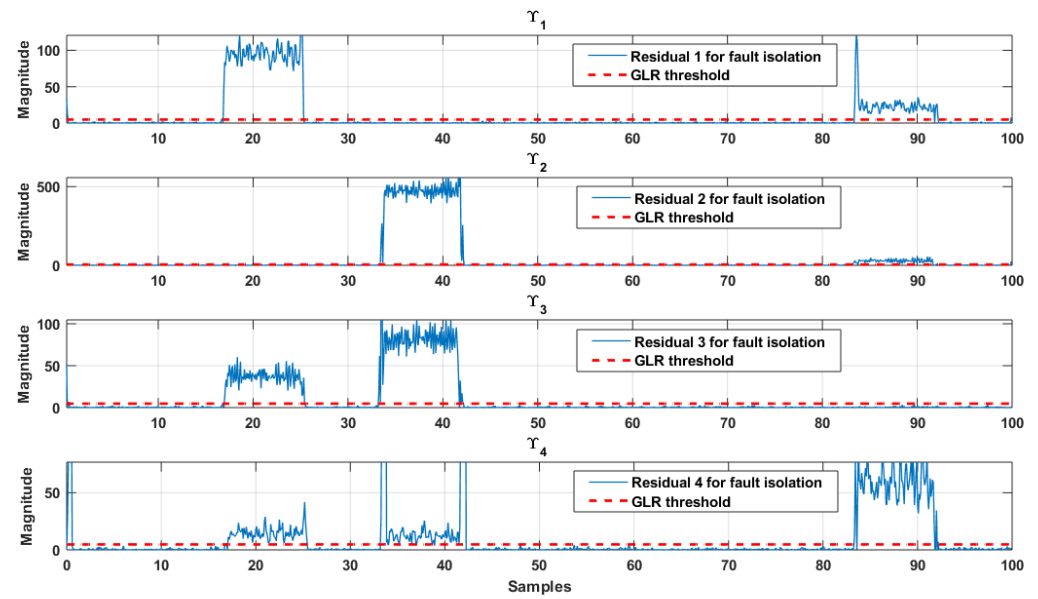 ϒ1
Magnitude
100
50
0
Residual 1 for fault isolation
GLR threshold
10 20 30 40 50 60 70 80 90 100
ϒ2
Magnitude
500
0
Residual 2 for fault isolation
GLR threshold
10 20 30 40 50 60 70 80 90 100
ϒ3
Magnitude
100
50
0
Residual 3 for fault isolation
GLR threshold
10 20 30 40 50 60 70 80 90 100
ϒ4
Magnitude
50
0
Residual 4 for fault isolation
GLR threshold
0 10 20 30 40 50 60 70 80 90 100
Samples